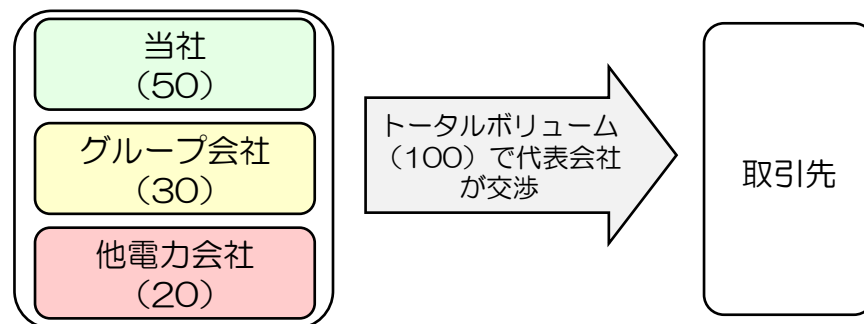 当社
（50）
グループ会社
（30）
他電力会社
（20）
トータルボリューム
（100）で代表会社
が交渉
取引先